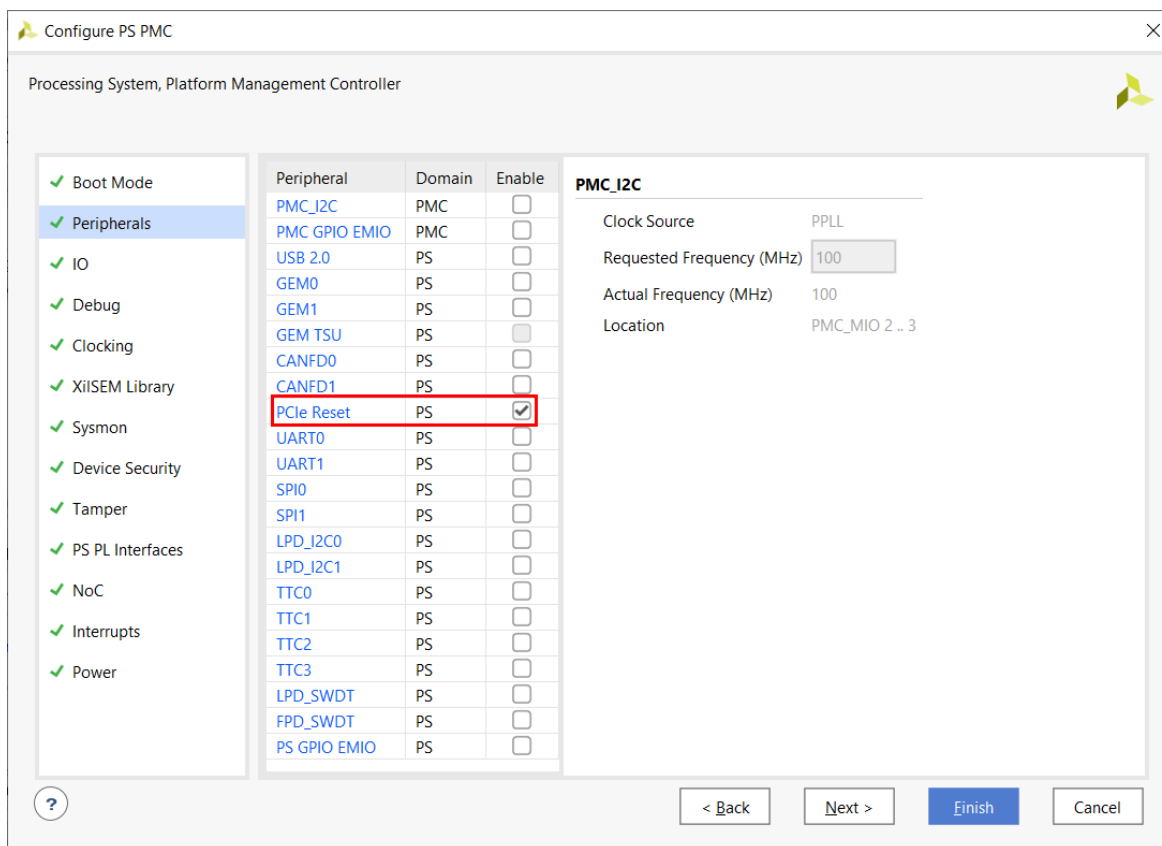 Configure PS PMC
Processing System, Platform Management Controller
Boot Mode
Peripherals
IO
Debug
Clocking
XilSEM Library
Sysmon
Device Security
Tamper
PS PL Interfaces
NoC
Interrupts
Power
Peripheral Domain Enable
PMC_I2C PMC
PMC GPIO EMIO PMC
USB 2.0 PS
GEM0 PS
GEM1 PS
GEM TSU PS
CANFD0 PS
CANFD1 PS
PCIe Reset PS
UART0 PS
UART1 PS
SPI0 PS
SPI1 PS
LPD_I2C0 PS
LPD_I2C1 PS
TTC0 PS
TTC1 PS
TTC2 PS
TTC3 PS
LPD_SWDT PS
FPD_SWDT PS
PS GPIO EMIO PS
PMC_I2C
Clock Source PPLL
Requested Frequency (MHz) 100
Actual Frequency (MHz) 100
Location PMC_MIO 2 .. 3
? < Back Next > Finish Cancel